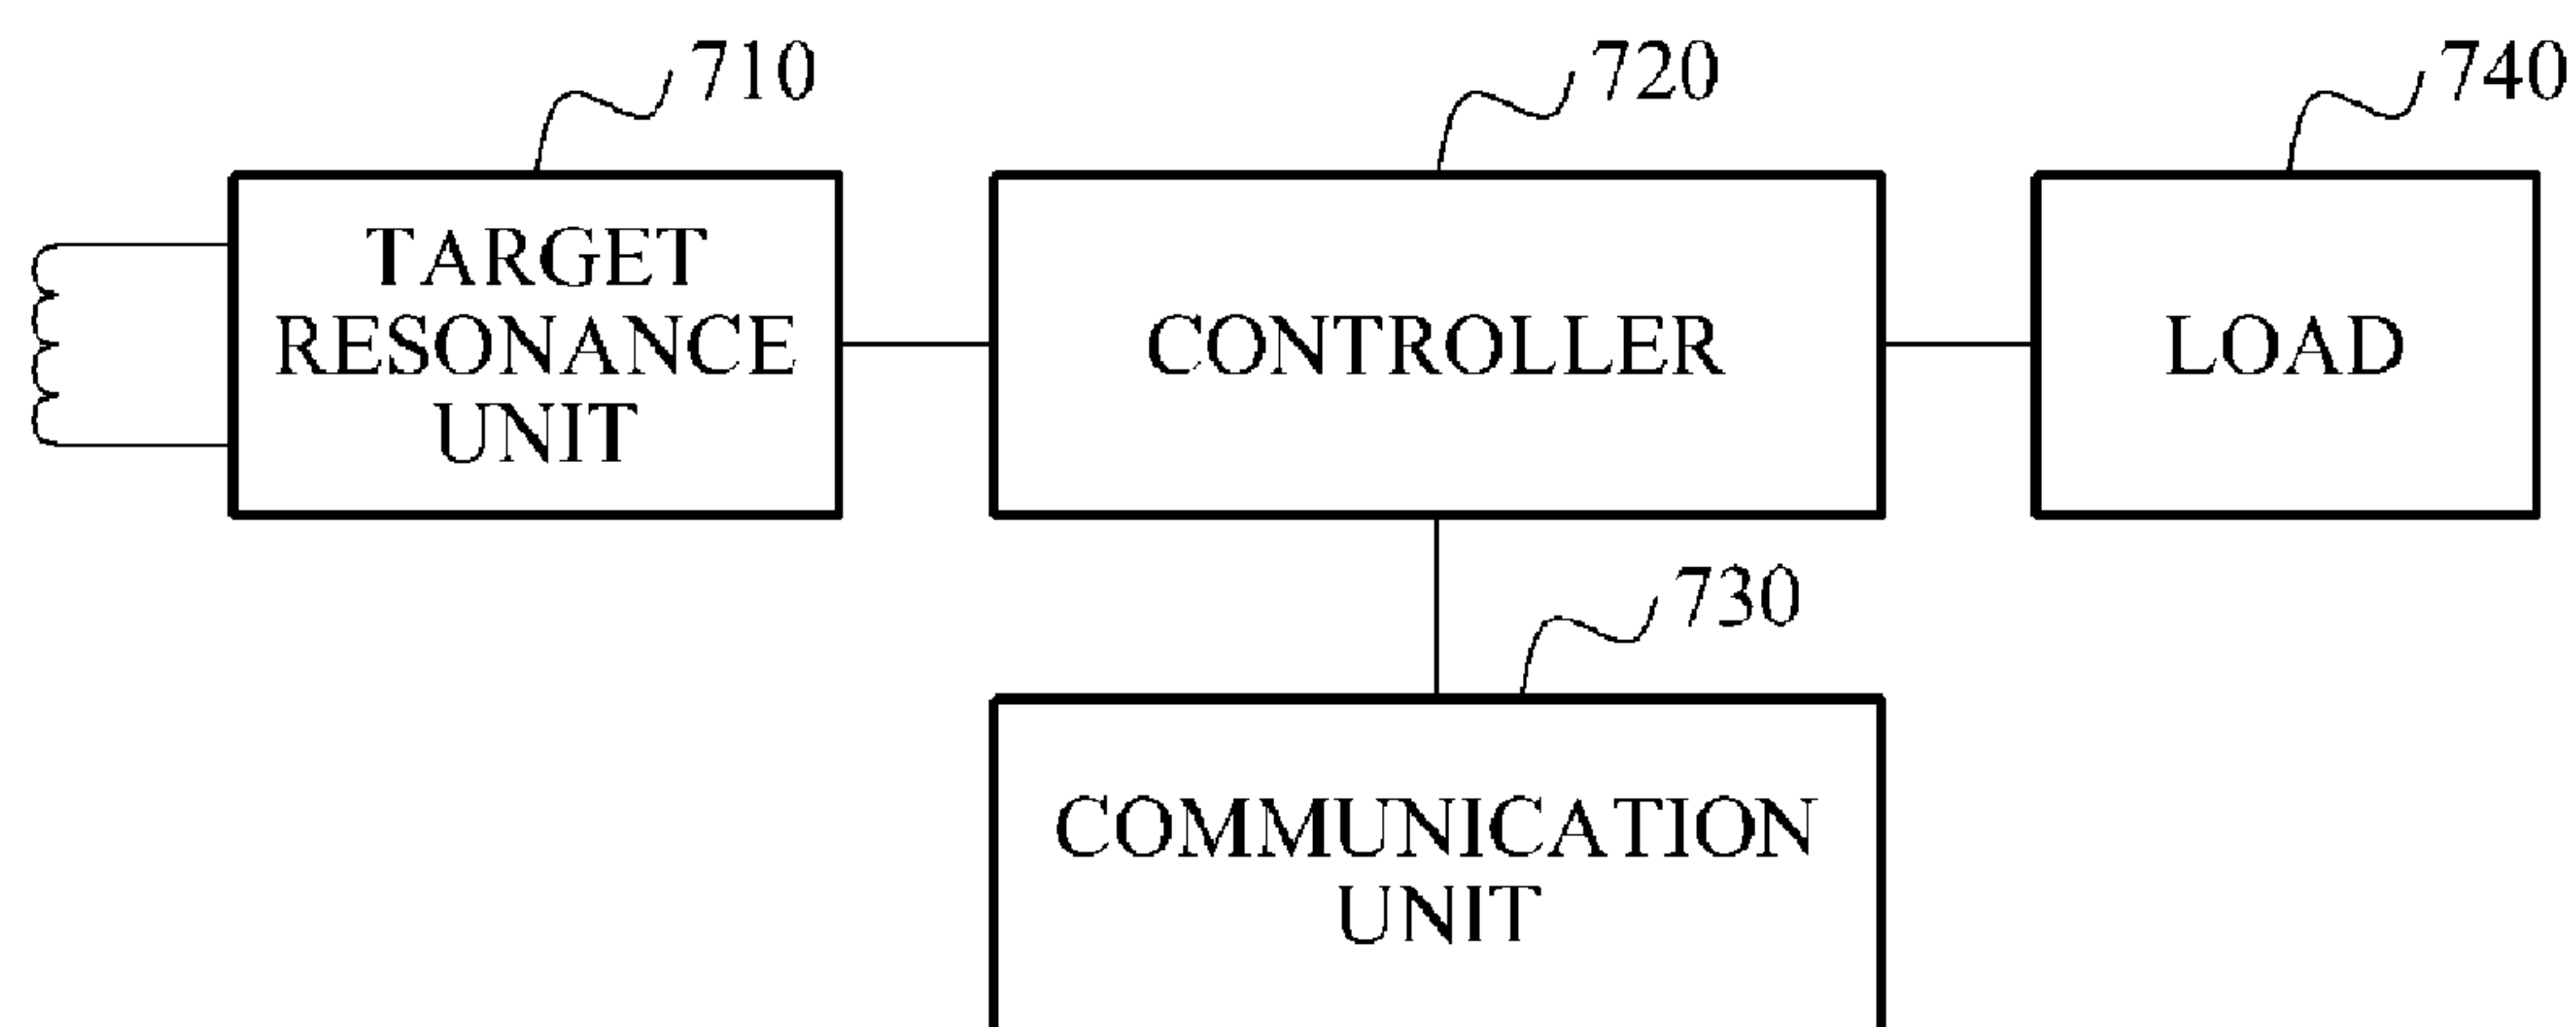 710
720
740
TARGET
RESONANCE
UNIT
CONTROLLER
LOAD
730
COMMUNICATION
UNIT